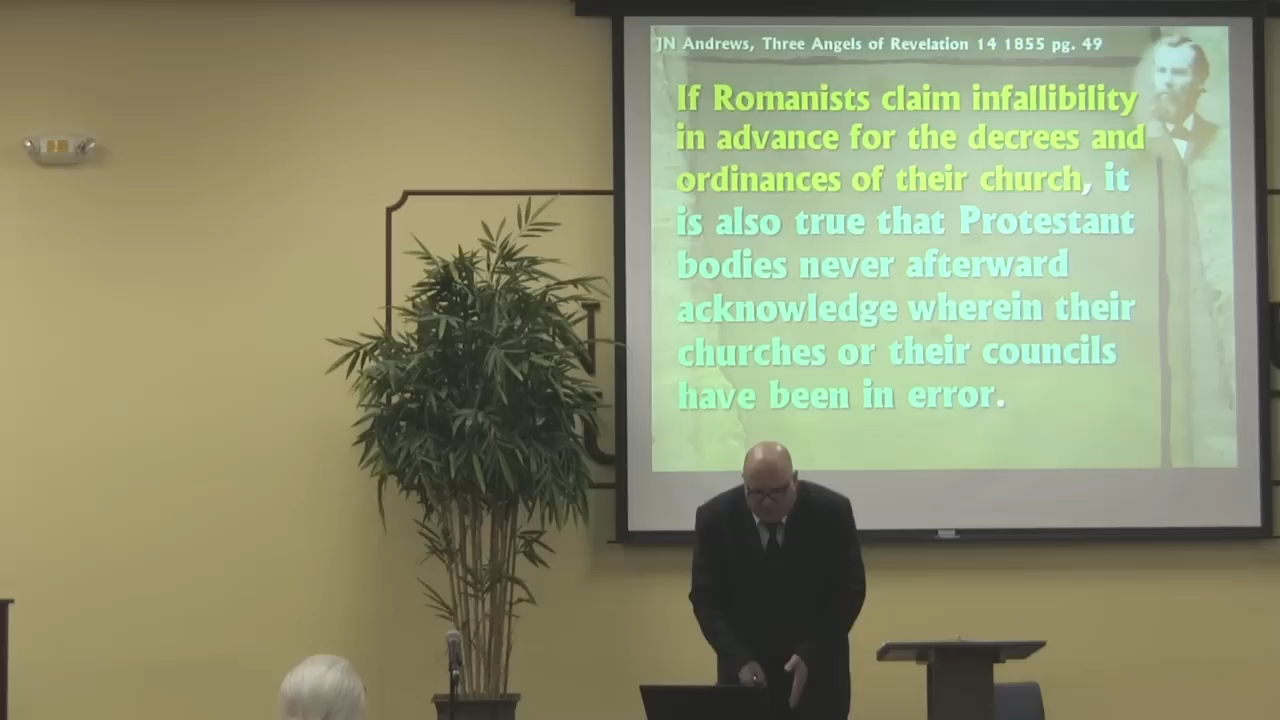 JN Andrews, Three Angels of Revelation 14 1855 pg. 49
If Romanists claim infallibility
in advance for the decrees and
ordinances of their church, it
is also true that Protestant
bodies never afterward
acknowledge wherein their
churches or their councils
have been in error.